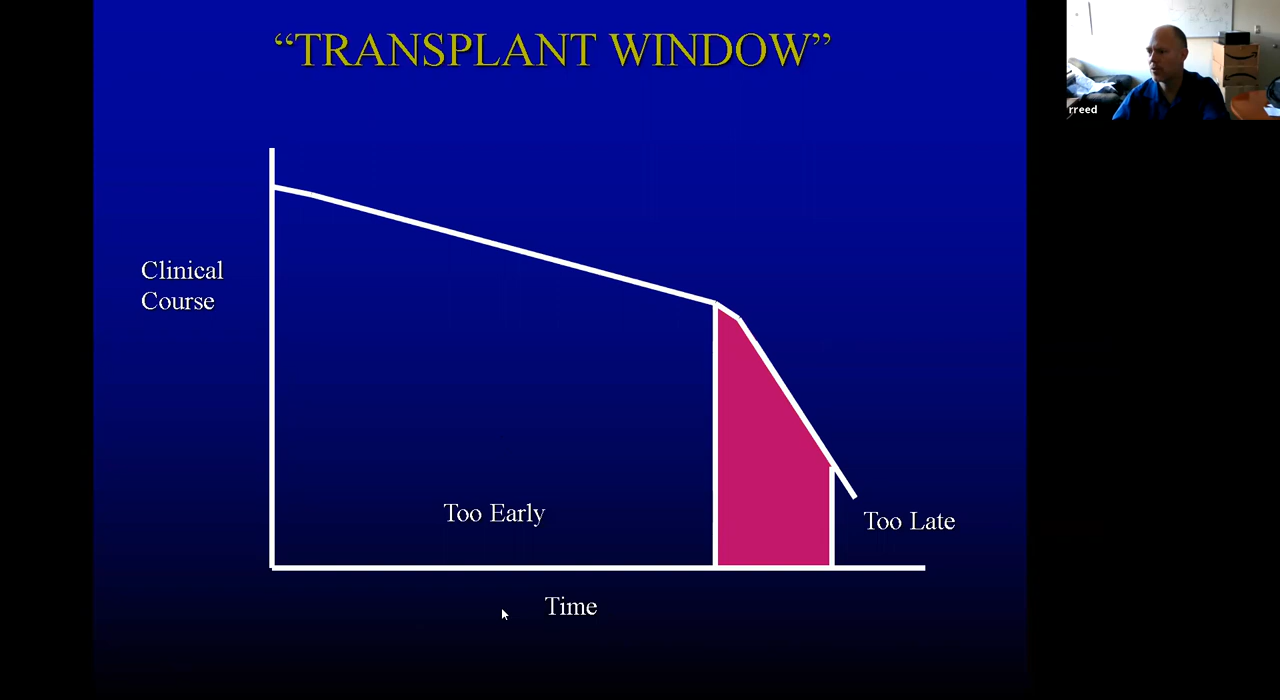 “TRANSPLANT WINDOW”
rreed
Clinical
Course
Too Early
Too Late
Time